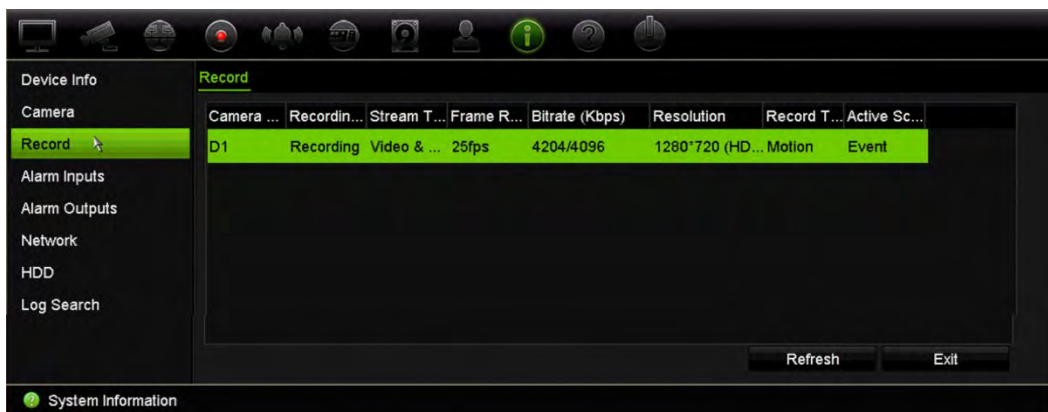 Device Info
Record
Camera
Camera ... Recordin... Stream T... Frame R... Bitrate (Kbps) Resolution Record T... Active Sc...
Record
D1 Recording Video & ... 25fps 4204/4096 1280*720 (HD... Motion Event
Alarm Inputs
Alarm Outputs
Network
HDD
Log Search
Refresh Exit
System Information